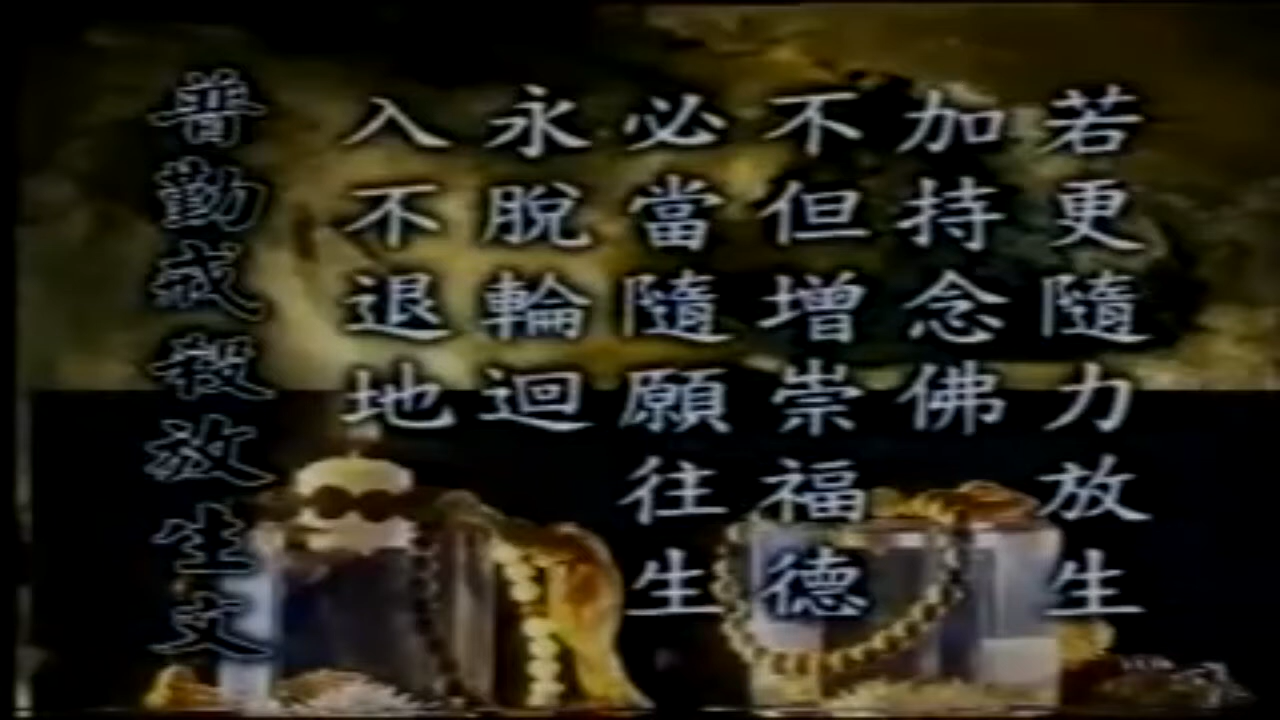 若更隨力放生
加持念佛
不但增崇福德
必當隨願往生
永脫輪迴
入不退地
普勸戒殺放生文